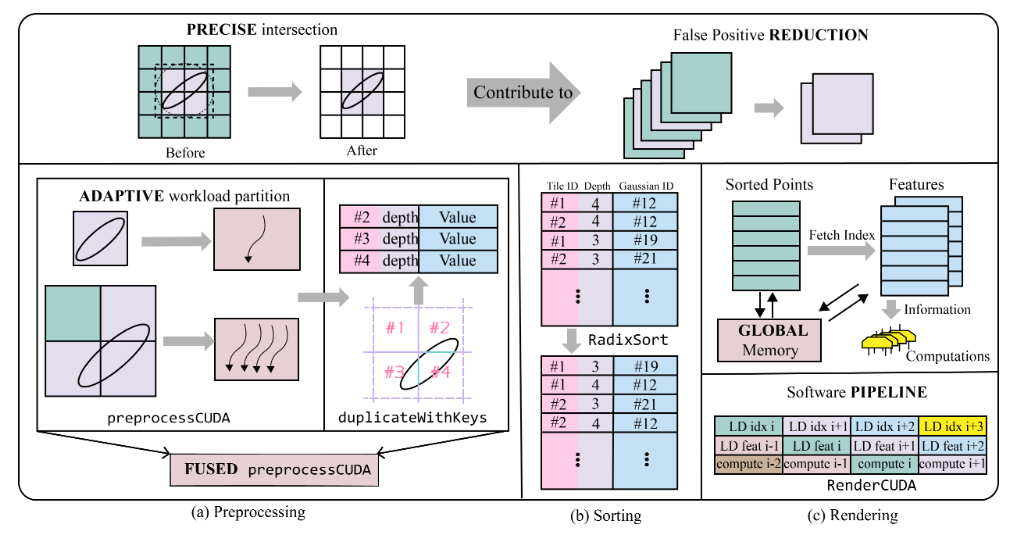 PRECISE intersection
Before
After
Contribute to
False Positive REDUCTION
ADAPTIVE workload partition
preprocessCUDA
#2 depth Value
#3 depth Value
#4 depth Value
#1 #2
#3 #4
duplicateWithKeys
FUSED preprocessCUDA
(a) Preprocessing
Tile ID Depth Gaussian ID
#1 4 #12
#2 4 #12
#1 3 #19
#2 3 #21
RadixSort
#1 3 #19
#1 4 #12
#2 3 #21
#2 4 #12
(b) Sorting
Sorted Points
Features
Fetch Index
GLOBAL
Memory
Information
Computations
Software PIPELINE
LD idx i LD idx i+1 LD idx i+2 LD idx i+3
LD feat i-1 LD feat i LD feat i+1 LD feat i+2
compute i-2 compute i-1 compute i compute i+1
RenderCUDA
(c) Rendering